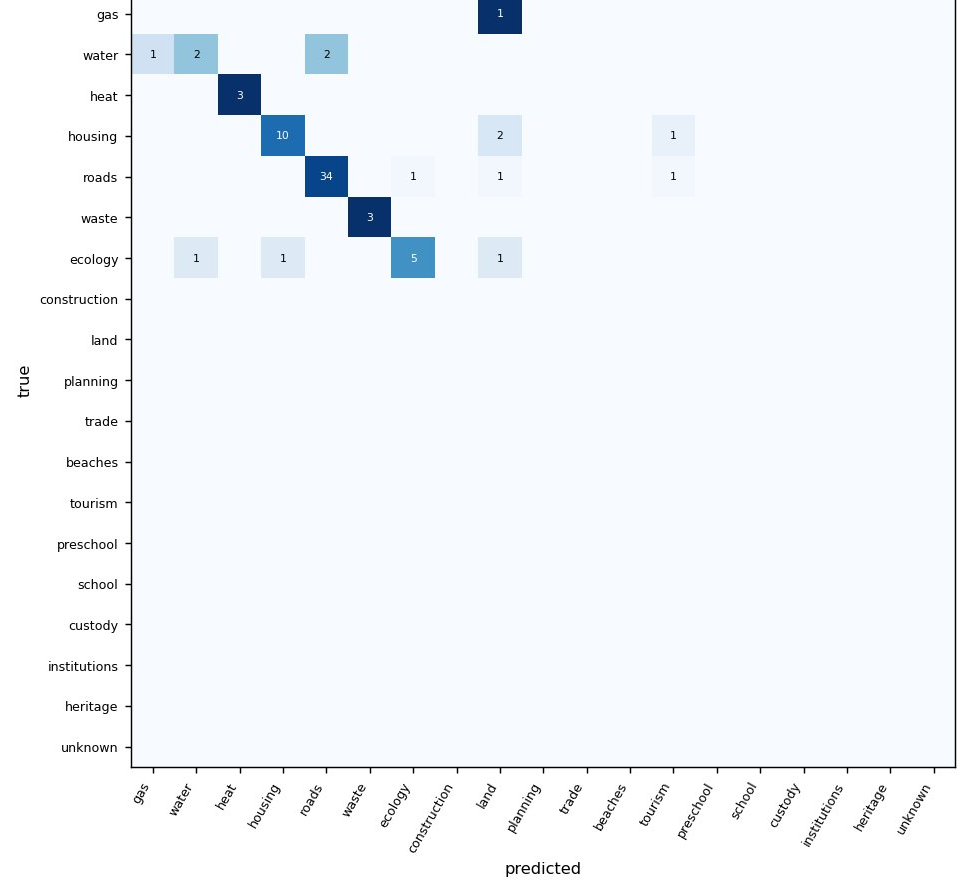 gas 1
water 1 2 2
heat 3
housing 10 2 1
roads 34 1 1 1
waste 3
ecology 1 1 5 1
construction
land
planning
trade
beaches
tourism
preschool
school
custody
institutions
heritage
unknown
true
gas water heat housing roads waste ecology construction land planning trade beaches tourism preschool school custody institutions heritage unknown
predicted